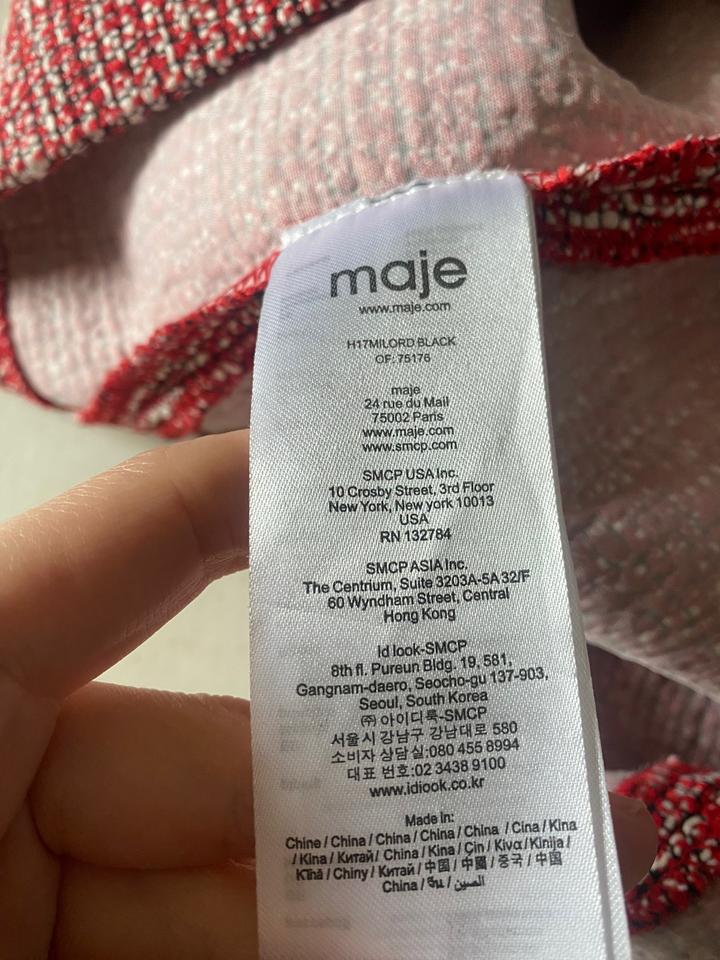 maje
www.maje.com
H17MILORD BLACK
OF: 75176
maje
24 rue du Mail
75002 Paris
www.maje.com
www.smcp.com
SMCP USA Inc.
10 Crosby Street, 3rd Floor
New York, New york 10013
USA
RN 132784
SMCP ASIA Inc.
The Centrium, Suite 3203A-5A 32/F
60 Wyndham Street, Central
Hong Kong
Id look-SMCP
8th fl. Pureun Bldg. 19, 581,
Gangnam-daero, Seocho-gu 137-903,
Seoul, South Korea
㈜ 아이디룩-SMCP
서울시 강남구 강남대로 580
소비자 상담실:080 455 8994
대표 번호:02 3438 9100
www.idiook.co.kr
Made in:
Chine / China / China / China / China / Cina / Kina
/ Kina / Китай / China / Kina / Çin / Κίνα / Kinija /
Ķīnā / Chiny / Китай / 中国 / 中國 / 중국 / 中国
China / จีน / الصين